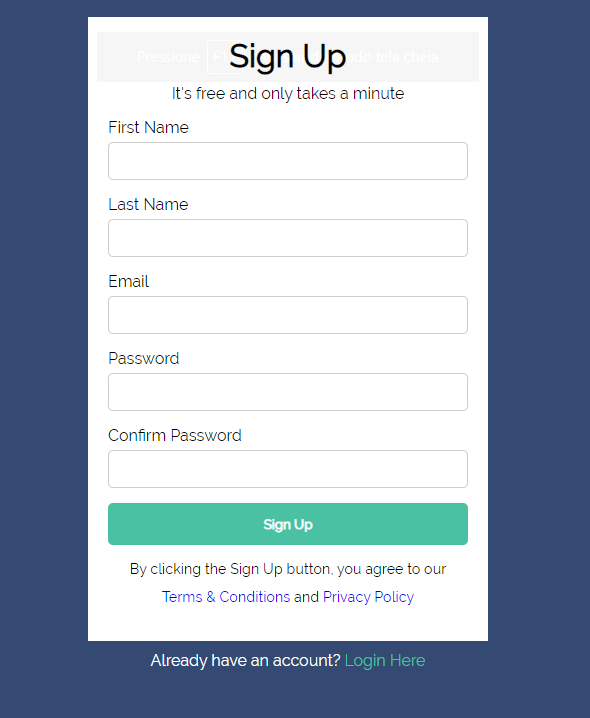 Pressione tela cheia
Sign Up
It's free and only takes a minute
First Name
Last Name
Email
Password
Confirm Password
Sign Up
By clicking the Sign Up button, you agree to our
Terms & Conditions and Privacy Policy
Already have an account? Login Here